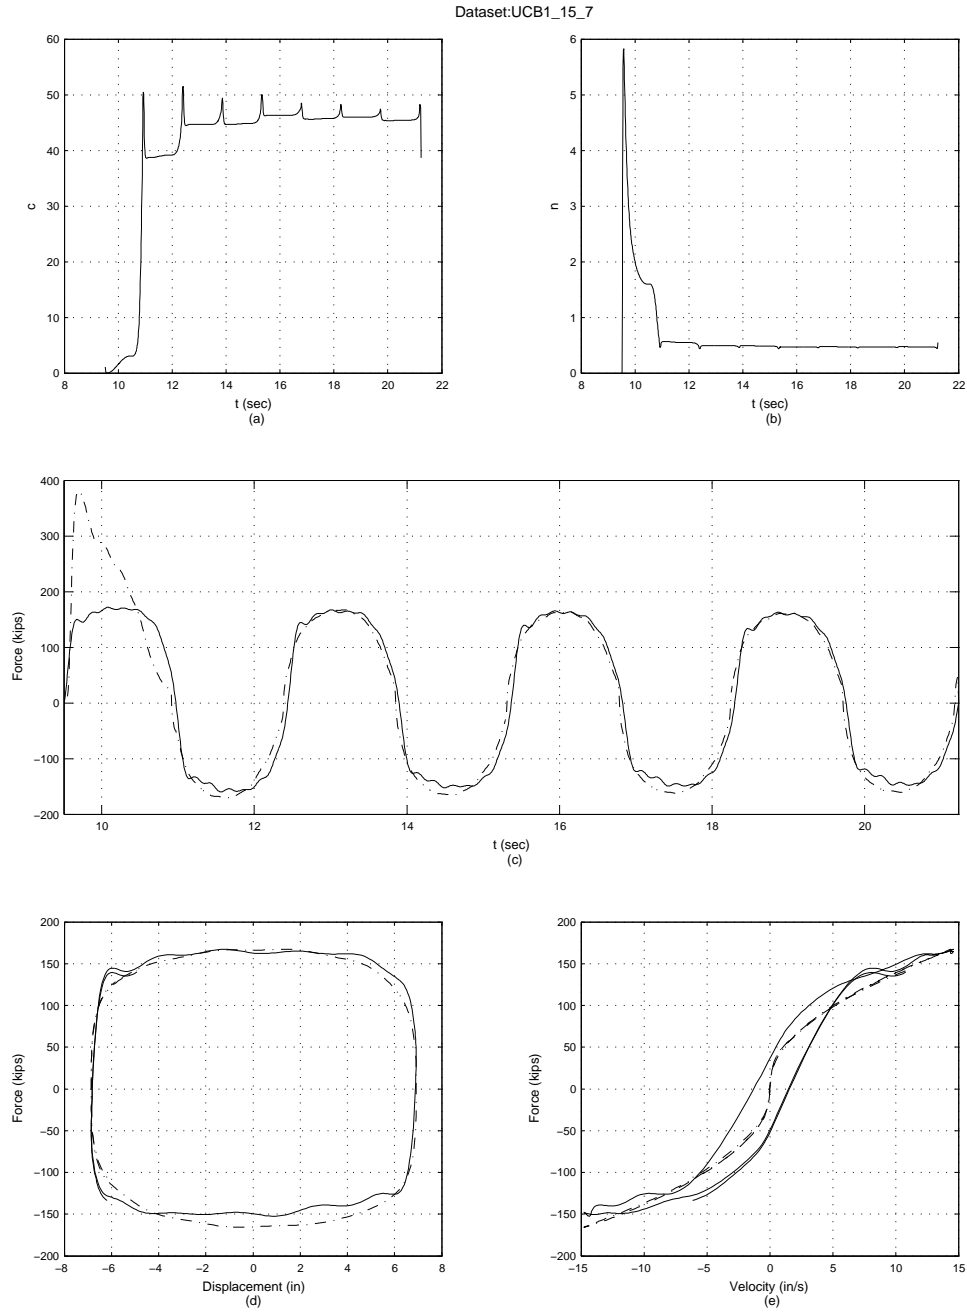 Dataset:UCB1_15_7
60
50
40
30
20
10
0
c
8 10 12 14 16 18 20 22
t (sec)
(a)
6
5
4
3
2
1
0
n
8 10 12 14 16 18 20 22
t (sec)
(b)
400
300
200
100
0
−100
−200
Force (kips)
10 12 14 16 18 20
t (sec)
(c)
200
150
100
50
0
−50
−100
−150
−200
Force (kips)
−8 −6 −4 −2 0 2 4 6 8
Displacement (in)
(d)
200
150
100
50
0
−50
−100
−150
−200
Force (kips)
−15 −10 −5 0 5 10 15
Velocity (in/s)
(e)